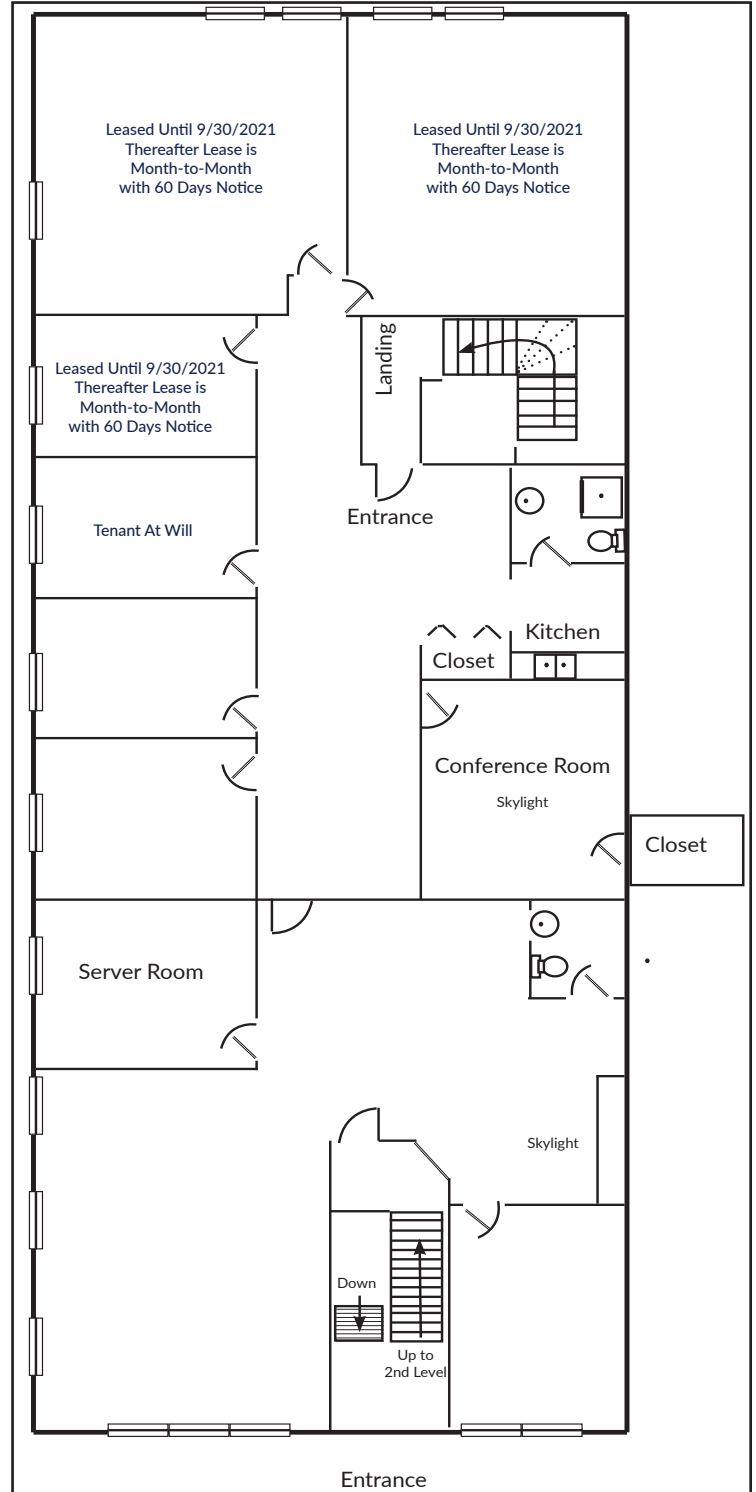 Leased Until 9/30/2021
Thereafter Lease is
Month-to-Month
with 60 Days Notice
Leased Until 9/30/2021
Thereafter Lease is
Month-to-Month
with 60 Days Notice
Landing
Leased Until 9/30/2021
Thereafter Lease is
Month-to-Month
with 60 Days Notice
Entrance
Tenant At Will
Kitchen
Closet
Conference Room
Skylight
Closet
Server Room
Skylight
Down
Up to
2nd Level
Entrance